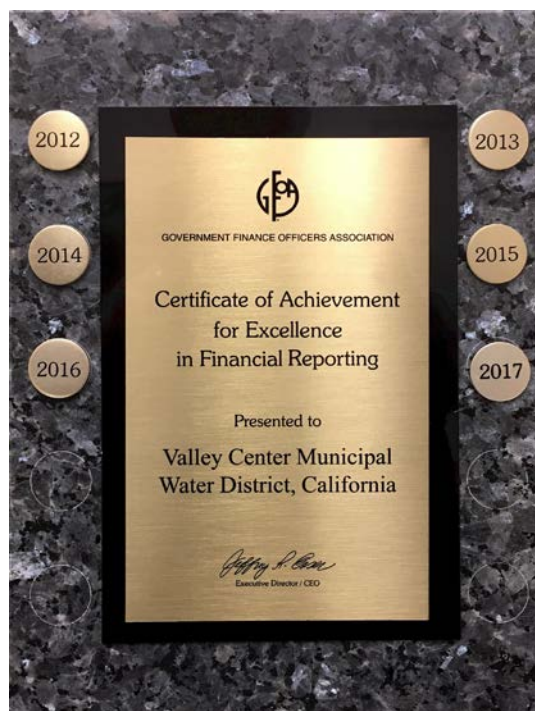 2012
2013
2014
2015
2016
2017
GFOA
GOVERNMENT FINANCE OFFICERS ASSOCIATION
Certificate of Achievement
for Excellence
in Financial Reporting
Presented to
Valley Center Municipal
Water District, California
Executive Director / CEO